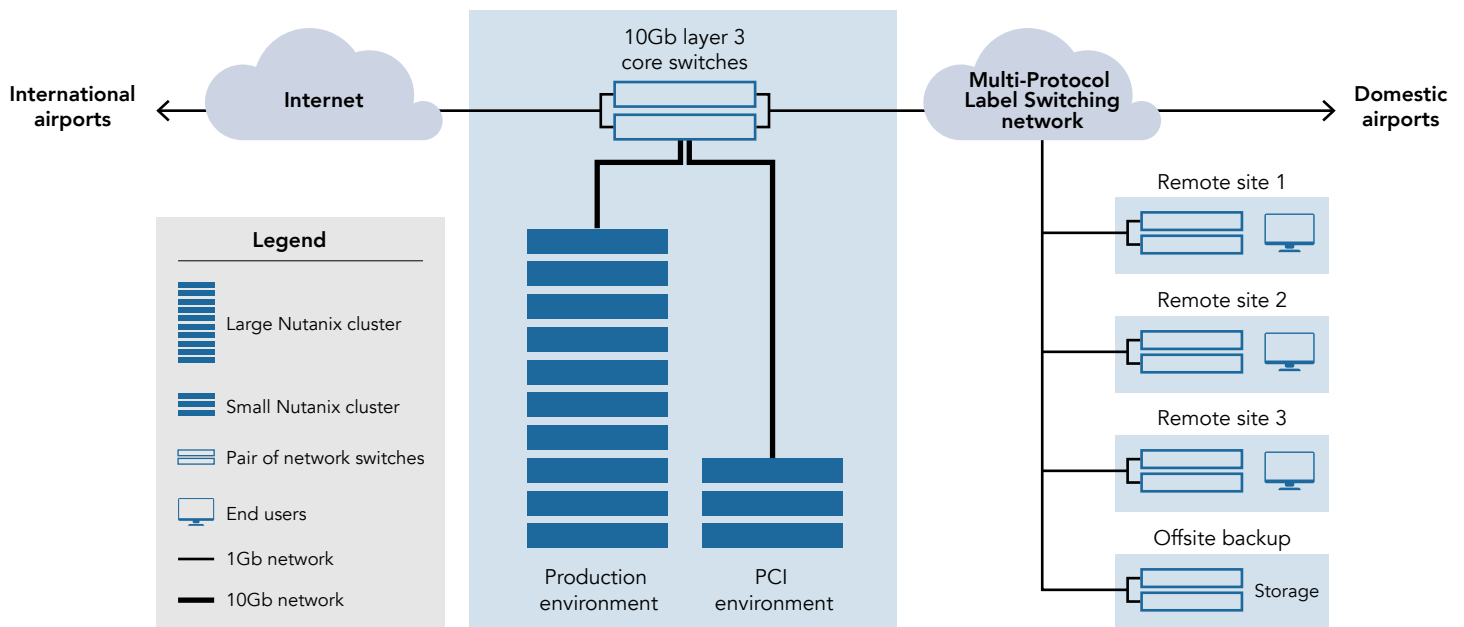 International
airports
Internet
10Gb layer 3
core switches
Multi-Protocol
Label Switching
network
Domestic
airports
Legend
Large Nutanix cluster
Small Nutanix cluster
Pair of network switches
End users
1Gb network
10Gb network
Production
environment
PCI
environment
Remote site 1
Remote site 2
Remote site 3
Offsite backup
Storage